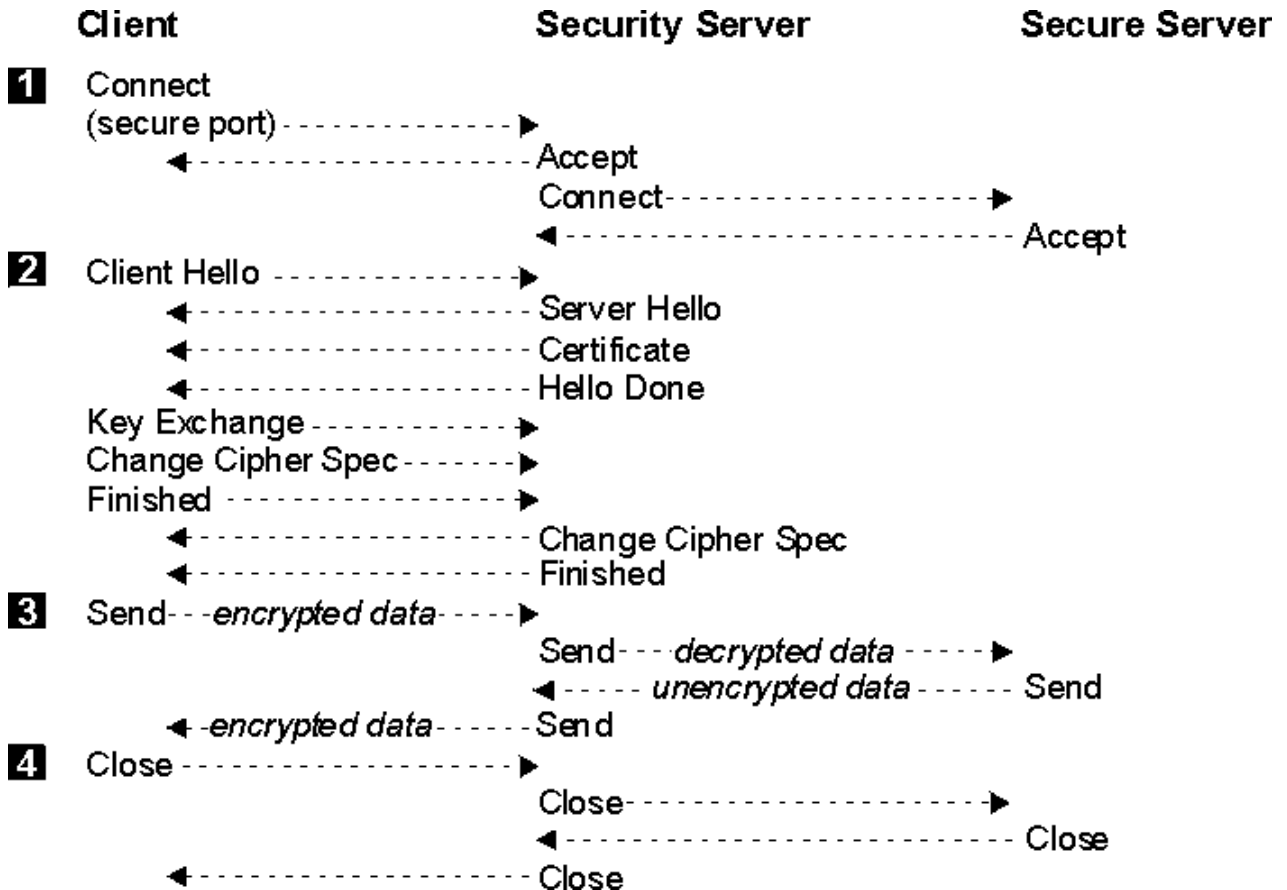 Client Security Server Secure Server
1 Connect
(secure port)
Accept
Connect
Accept
2 Client Hello
Server Hello
Certificate
Hello Done
Key Exchange
Change Cipher Spec
Finished
Change Cipher Spec
Finished
3 Send encrypted data
Send decrypted data
unencrypted data Send
encrypted data Send
4 Close
Close
Close
Close